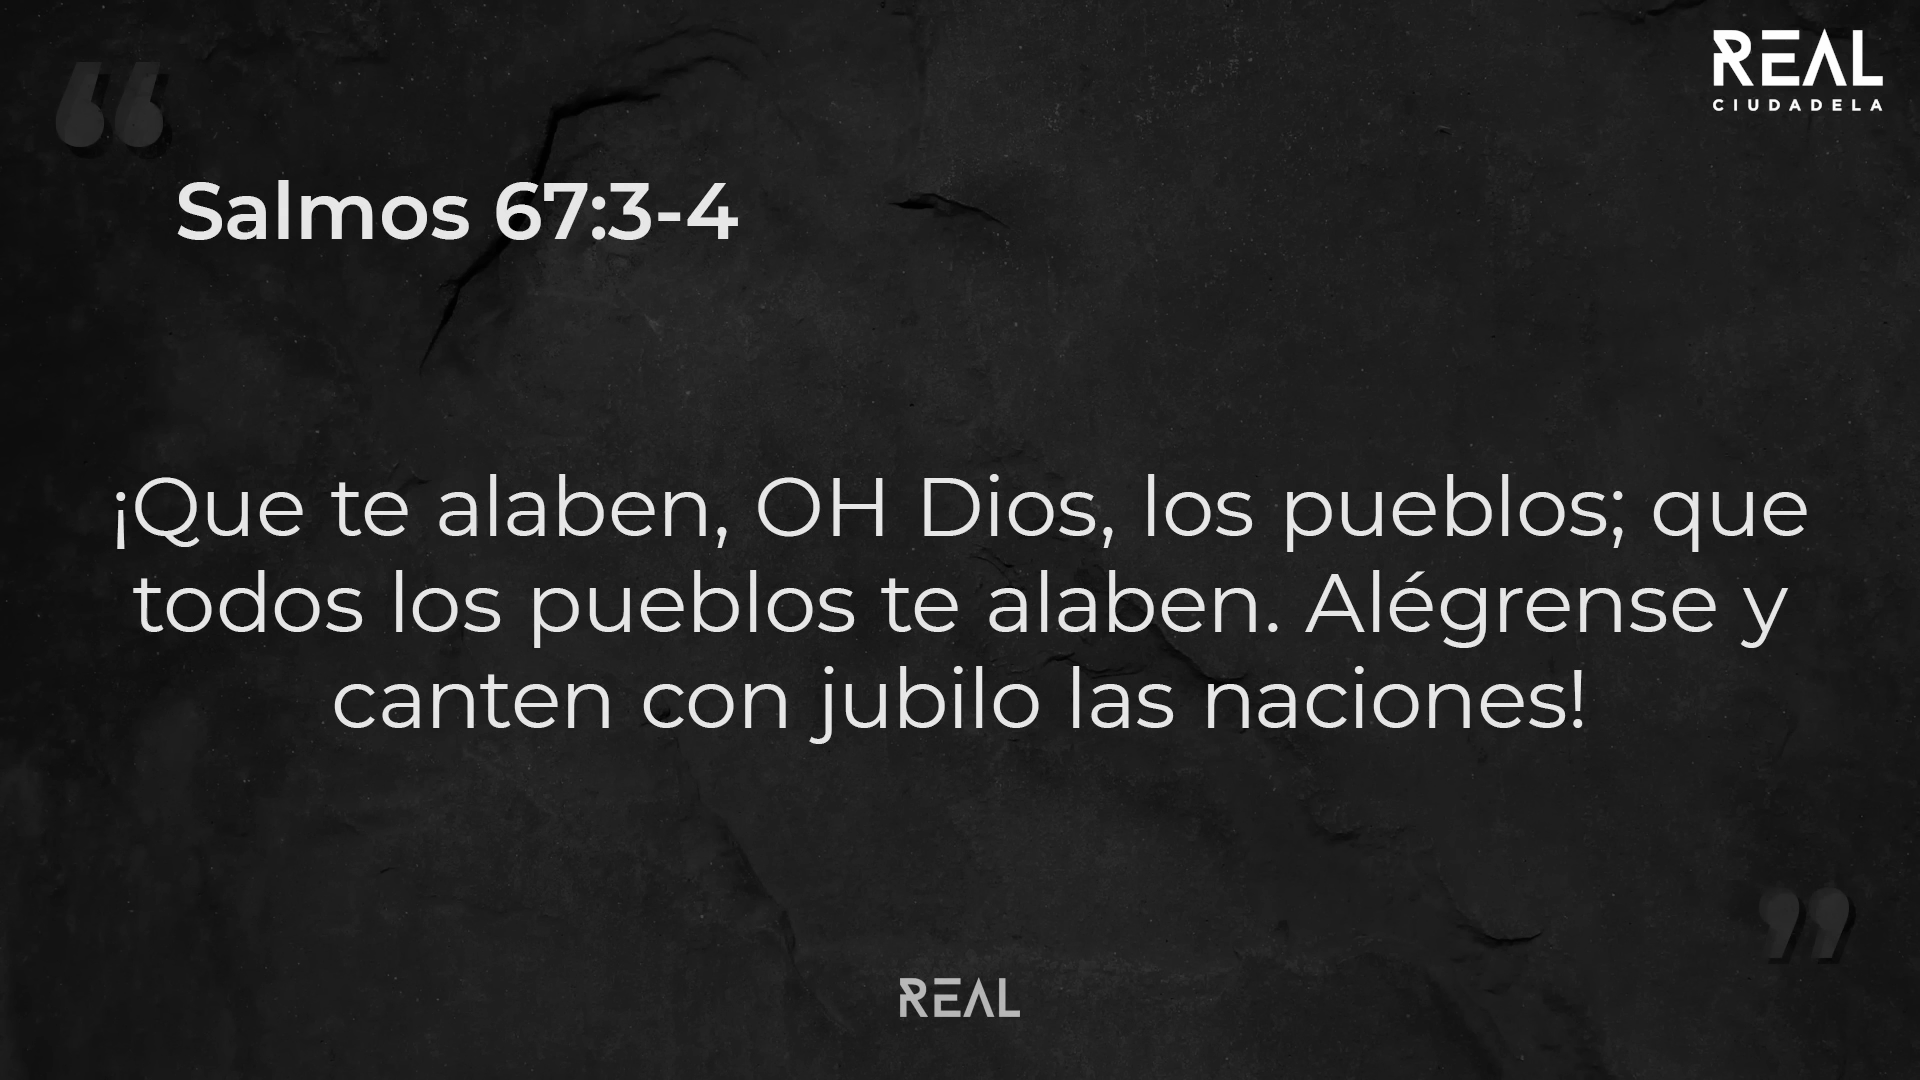 REAL
CIUDADELA
Salmos 67:3-4
¡Que te alaben, OH Dios, los pueblos; que
todos los pueblos te alaben. Alégrense y
canten con jubilo las naciones!
REAL